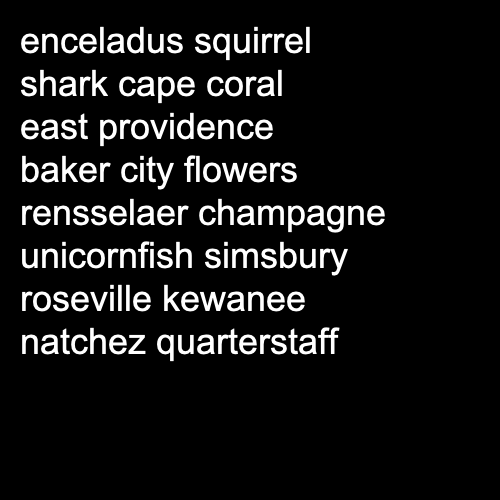 enceladus squirrel
shark cape coral
east providence
baker city flowers
rensselaer champagne
unicornfish simsbury
roseville kewanee
natchez quarterstaff